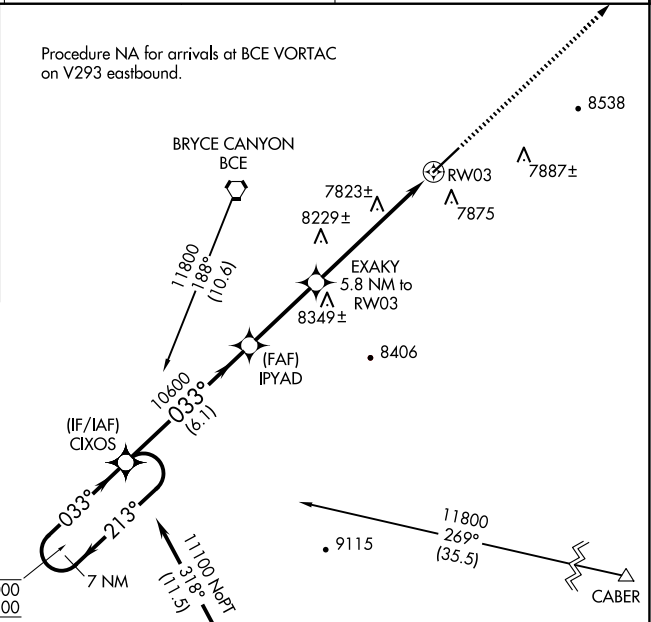 Procedure NA for arrivals at BCE VORTAC
on V293 eastbound.
8538
BRYCE CANYON
BCE
7887±
RW03
7823±
7875
8229±
11800
188°
(10.6)
EXAKY
5.8 NM to
RW03
8349±
8406
(FAF)
IPYAD
10600
033°
(6.1)
(IF/IAF)
CIXOS
033°
213°
11800
269°
(35.5)
11100 NoPT
318°
(11.5)
9115
7 NM
CABER
00
00